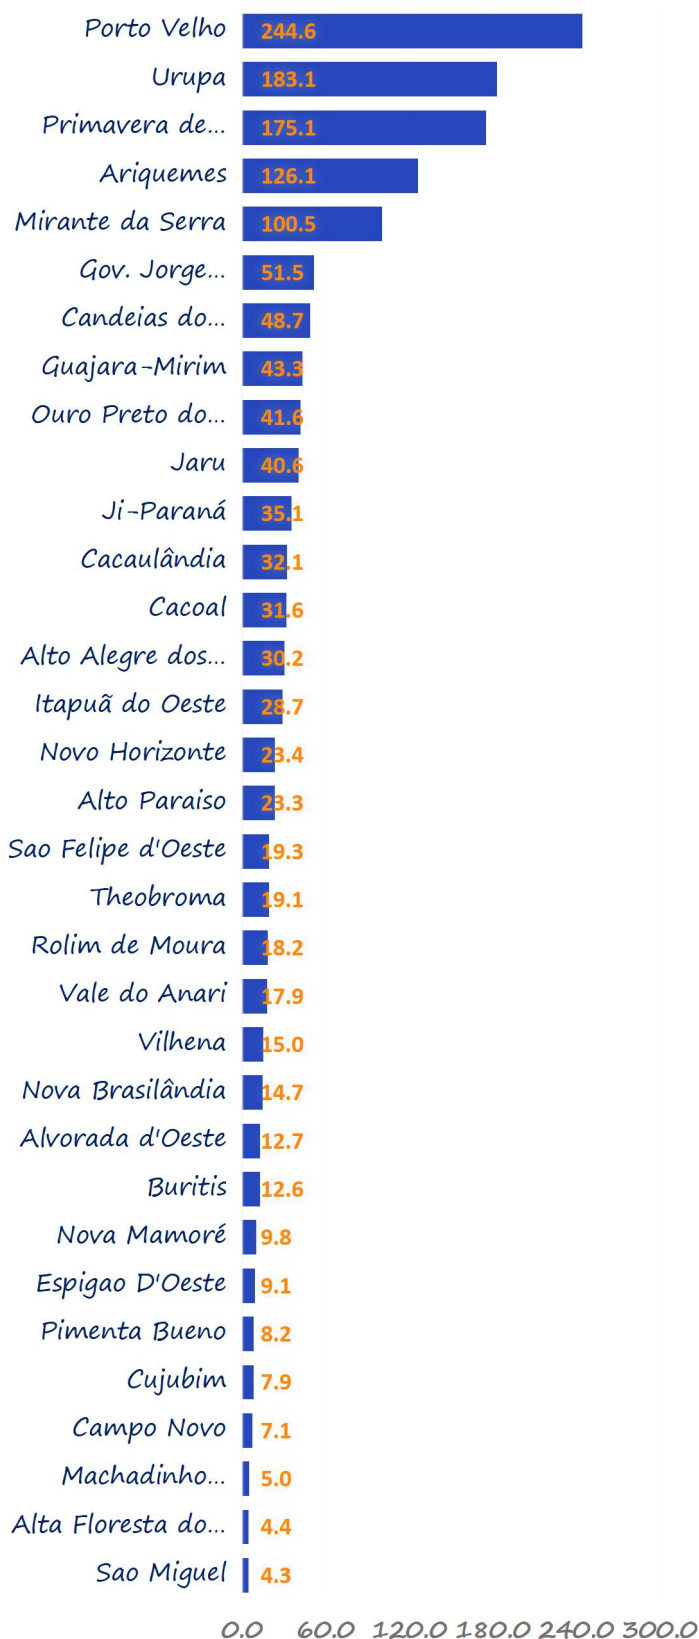 Porto Velho 244.6
Urupa 183.1
Primavera de... 175.1
Ariquemes 126.1
Mirante da Serra 100.5
Gov. Jorge... 51.5
Candeias do... 48.7
Guajara-Mirim 43.3
Ouro Preto do... 41.6
Jaru 40.6
Ji-Paraná 35.1
Cacaulândia 32.1
Cacoal 31.6
Alto Alegre dos... 30.2
Itapuã do Oeste 28.7
Novo Horizonte 23.4
Alto Paraiso 23.3
Sao Felipe d'Oeste 19.3
Theobroma 19.1
Rolim de Moura 18.2
Vale do Anari 17.9
Vilhena 15.0
Nova Brasilândia 14.7
Alvorada d'Oeste 12.7
Buritis 12.6
Nova Mamoré 9.8
Espigao D'Oeste 9.1
Pimenta Bueno 8.2
Cujubim 7.9
Campo Novo 7.1
Machadinho... 5.0
Alta Floresta do... 4.4
Sao Miguel 4.3
0.0 60.0 120.0 180.0 240.0 300.0